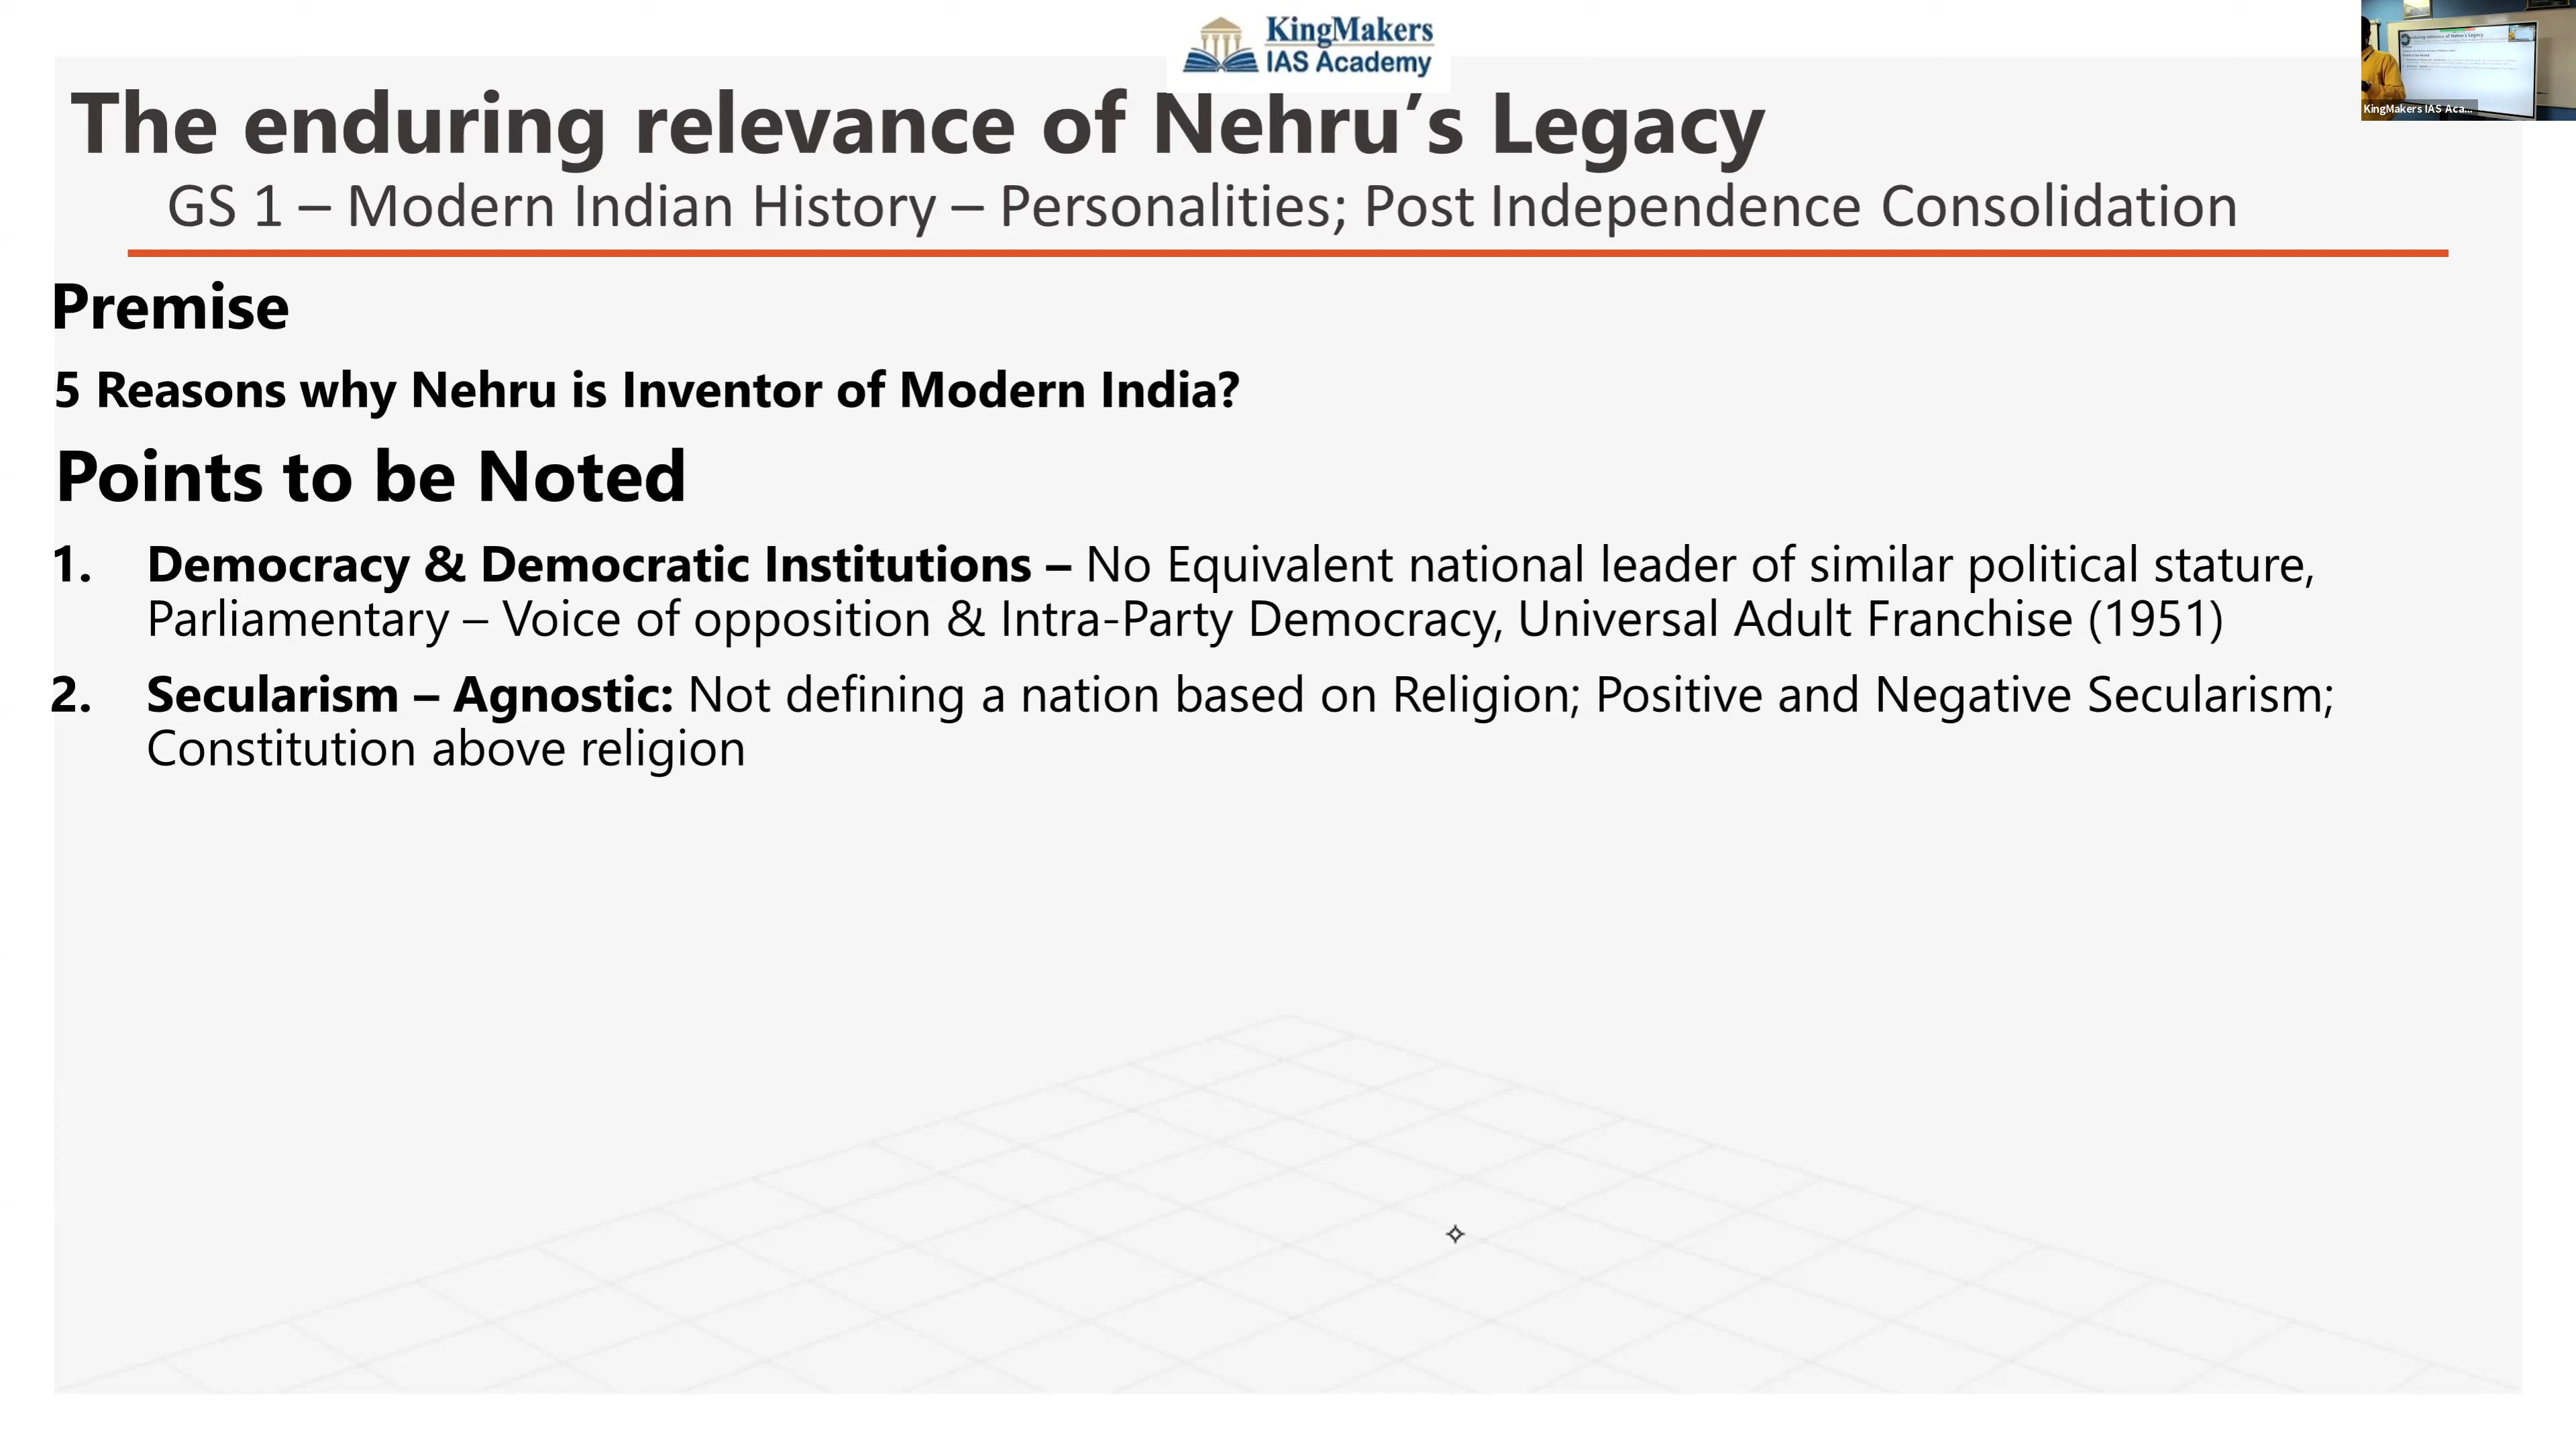 KingMakers
IAS Academy
The enduring relevance of Nehru’s Legacy
GS 1 – Modern Indian History – Personalities; Post Independence Consolidation
KingMakers IAS Aca...
Premise
5 Reasons why Nehru is Inventor of Modern India?
Points to be Noted
1. Democracy & Democratic Institutions – No Equivalent national leader of similar political stature,
Parliamentary – Voice of opposition & Intra-Party Democracy, Universal Adult Franchise (1951)
2. Secularism – Agnostic: Not defining a nation based on Religion; Positive and Negative Secularism;
Constitution above religion